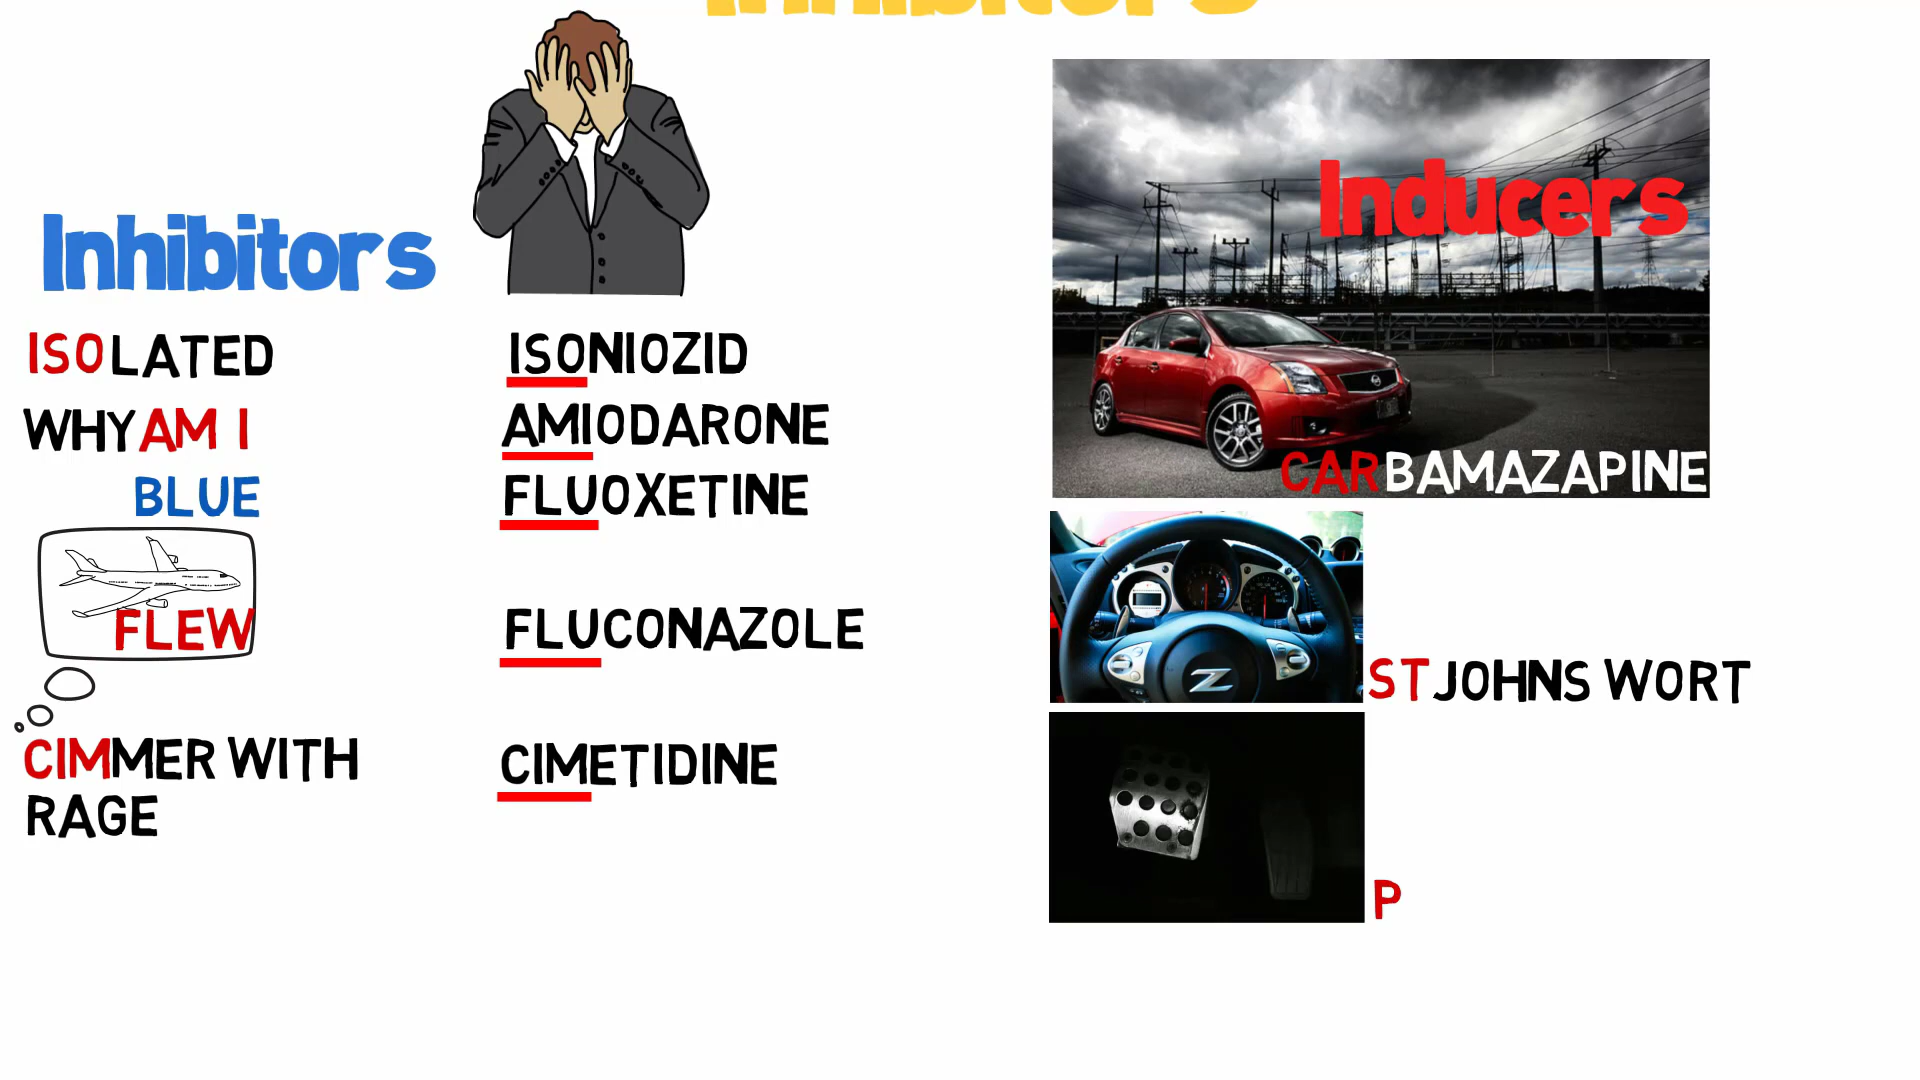 Inhibitors
Inhibitors
ISOLATED
WHY AM I
BLUE
FLEW
CIMMER WITH
RAGE
ISONIOZID
AMIODARONE
FLUOXETINE
FLUCONAZOLE
CIMETIDINE
Inducers
CARBAMAZAPINE
Z
ST JOHNS WORT
P